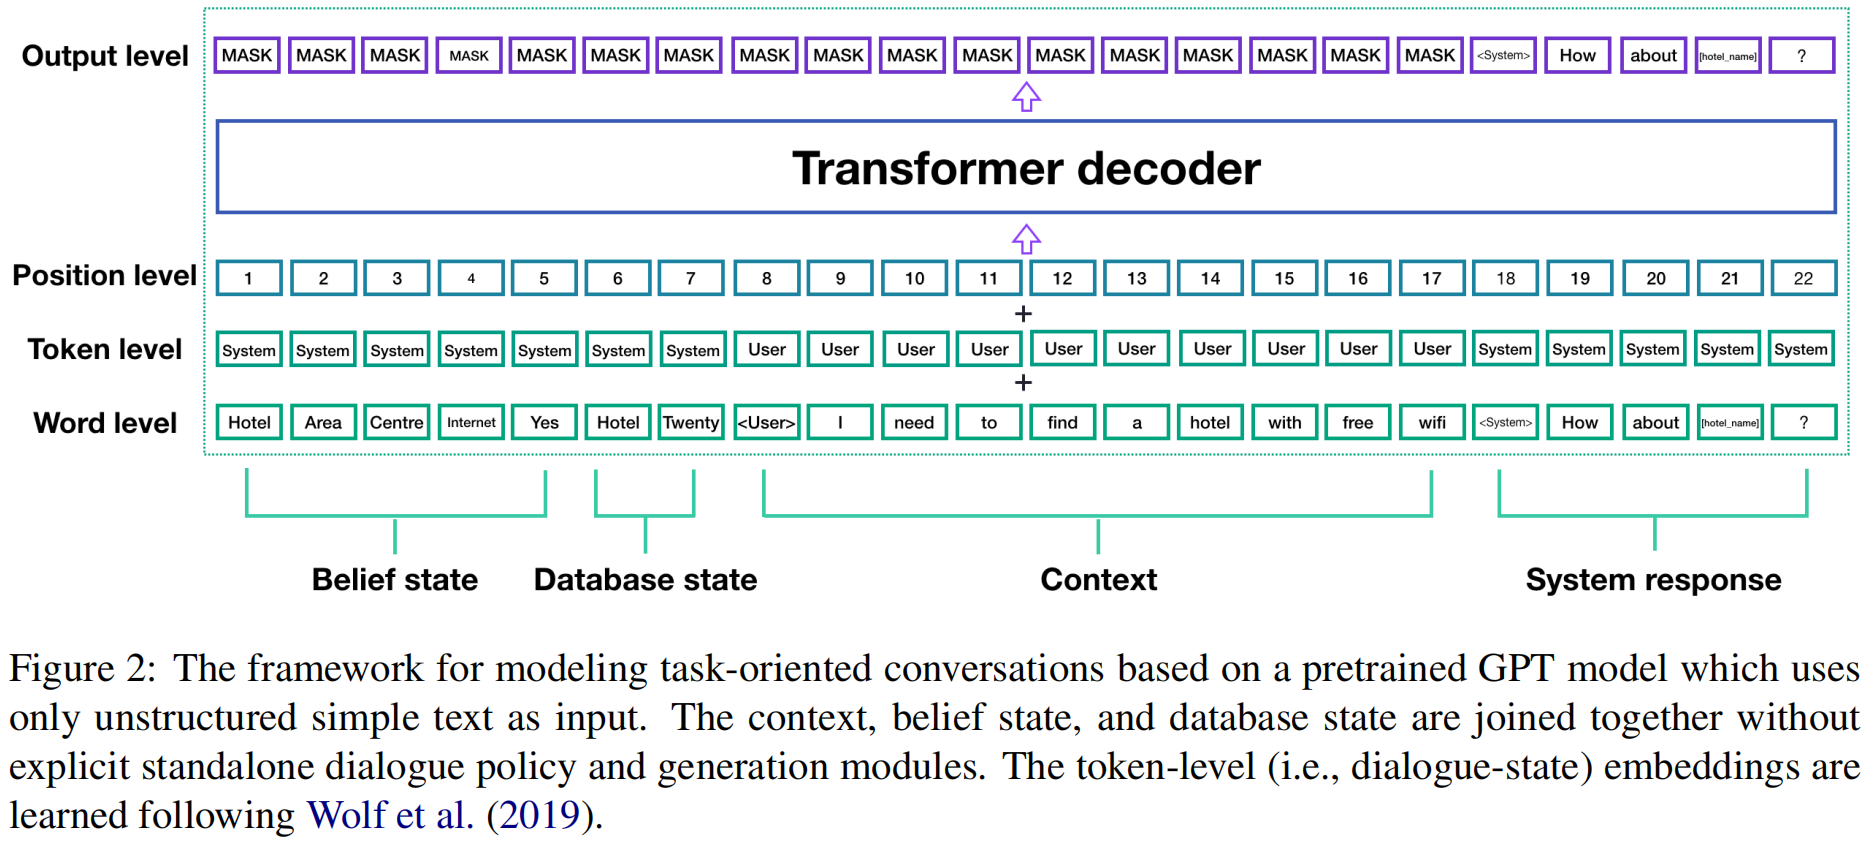 Output level MASK MASK MASK MASK MASK MASK MASK MASK MASK MASK MASK MASK MASK MASK MASK MASK MASK <System> How about [hotel_name] ?
Transformer decoder
Position level 1 2 3 4 5 6 7 8 9 10 11 12 13 14 15 16 17 18 19 20 21 22
+
Token level System System System System System System System User User User User User User User User User User System System System System System
+
Word level Hotel Area Centre Internet Yes Hotel Twenty <User> I need to find a hotel with free wifi <System> How about [hotel_name] ?
Belief state Database state Context System response
Figure 2: The framework for modeling task-oriented conversations based on a pretrained GPT model which uses
only unstructured simple text as input. The context, belief state, and database state are joined together without
explicit standalone dialogue policy and generation modules. The token-level (i.e., dialogue-state) embeddings are
learned following Wolf et al. (2019).